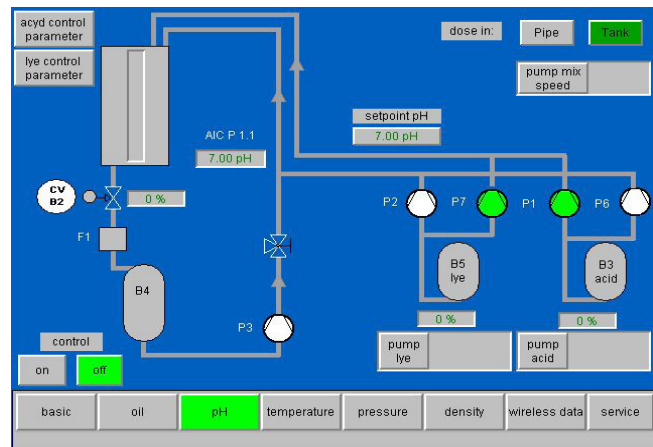 acyd control
parameter
dose in:
Pipe
Tank
lye control
parameter
pump mix
speed
setpoint pH
7.00 pH
AIC P 1.1
7.00 pH
CV
B2
0 %
P2
P7
P1
P6
F1
B5
lye
B3
acid
B4
P3
0 %
0 %
control
on
off
pump
lye
pump
acid
basic
oil
pH
temperature
pressure
density
wireless data
service